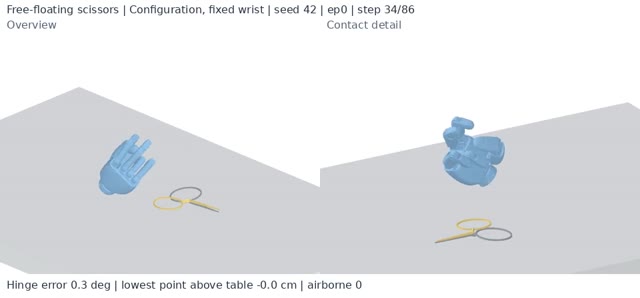 Free-floating scissors | Configuration, fixed wrist | seed 42 | ep0 | step 34/86
Overview
Contact detail
Hinge error 0.3 deg | lowest point above table -0.0 cm | airborne 0